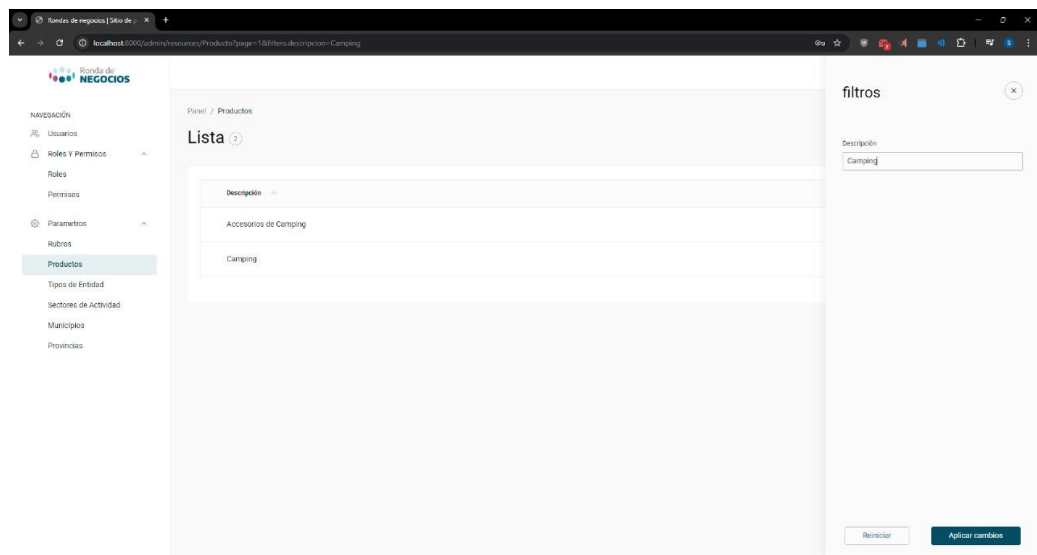 Rondas de negocios | Sitio de p
localhost:8000/admin/resources/Producto?page=1&filters.descripcion=Camping
Ronda de
NEGOCIOS
NAVEGACIÓN
Usuarios
Roles Y Permisos
Roles
Permisos
Parametros
Rubros
Productos
Tipos de Entidad
Sectores de Actividad
Municipios
Provincias
Panel / Productos
Lista 2
Descripción
Accesorios de Camping
Camping
filtros
Descripción
Camping
Reiniciar
Aplicar cambios